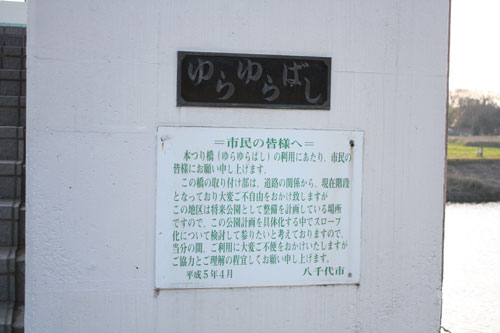 ゆらゆらばし
=市民の皆様へ=
本つり橋(ゆらゆらばし)の利用にあたり、市民の
皆様にお願い申し上げます。
この橋の取り付け部は、道路の関係から、現在階段
となっており大変ご不自由をおかけ致しますが
この地区は将来公園として整備を計画している場所
ですので、この公園計画を具体化する中でスロープ
化について検討して参りたいと考えておりますので、
当分の間、ご利用に大変ご不便をおかけいたしますが
ご協力とご理解の程宜しくお願い申し上げます。
平成5年4月 八千代市